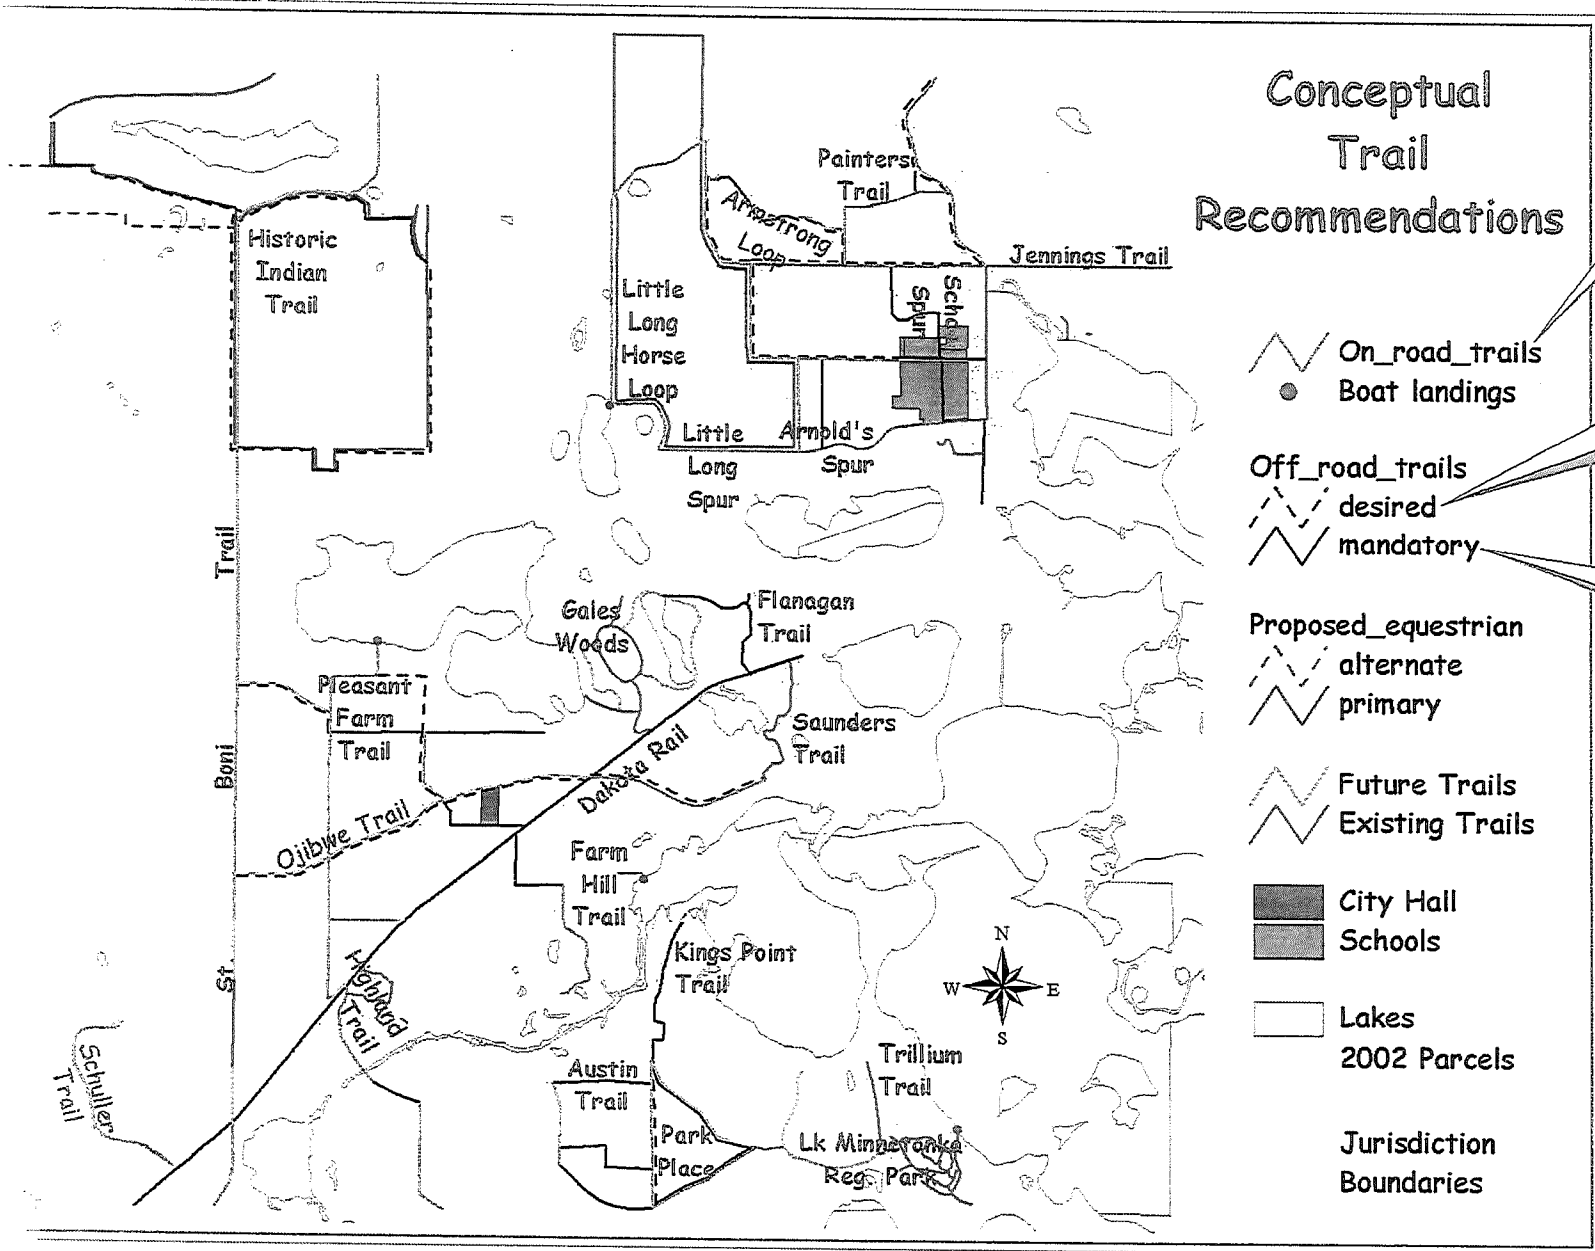 Conceptual
Trail
Recommendations
Painters
Trail
Armstrong
Loop
Jennings Trail
Historic
Indian
Trail
Little
Long
Horse
Loop
Spur
Little
Long
Spur
Arnold's
Spur
On_road_trails
Boat landings
Off_road_trails
desired
mandatory
Proposed_equestrian
alternate
primary
Future Trails
Existing Trails
City Hall
Schools
Lakes
2002 Parcels
Jurisdiction
Boundaries
Trail
Boni
St
Gales
Woods
Flanagan
Trail
Pleasant
Farm
Trail
Saunders
Trail
Dakota Rail
Ojibwe Trail
Farm
Hill
Trail
Kings Point
Trail
Highland
Trail
Schuller
Trail
Austin
Trail
Park
Place
Trillium
Trail
Lk Minnetonka
Reg. Park
N
W
E
S